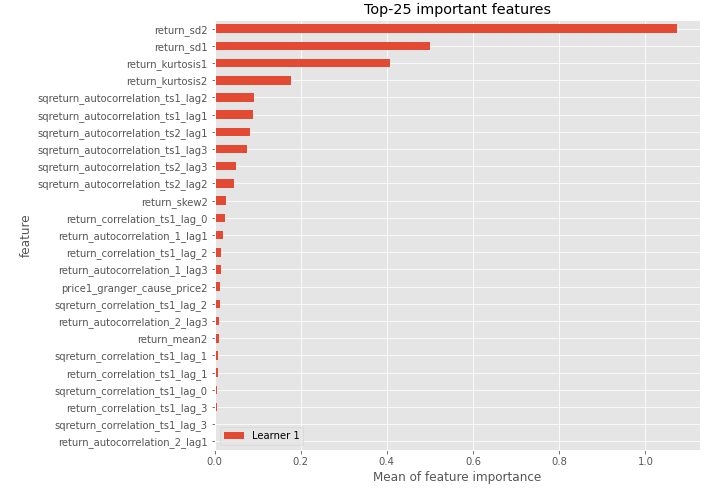 Top-25 important features
return_sd2
return_sd1
return_kurtosis1
return_kurtosis2
sqreturn_autocorrelation_ts1_lag2
sqreturn_autocorrelation_ts1_lag1
sqreturn_autocorrelation_ts2_lag1
sqreturn_autocorrelation_ts1_lag3
sqreturn_autocorrelation_ts2_lag3
sqreturn_autocorrelation_ts2_lag2
return_skew2
return_correlation_ts1_lag_0
return_autocorrelation_1_lag1
return_correlation_ts1_lag_2
return_autocorrelation_1_lag3
price1_granger_cause_price2
sqreturn_correlation_ts1_lag_2
return_autocorrelation_2_lag3
return_mean2
sqreturn_correlation_ts1_lag_1
return_correlation_ts1_lag_1
sqreturn_correlation_ts1_lag_0
return_correlation_ts1_lag_3
sqreturn_correlation_ts1_lag_3
return_autocorrelation_2_lag1
feature
Learner 1
0.0 0.2 0.4 0.6 0.8 1.0
Mean of feature importance